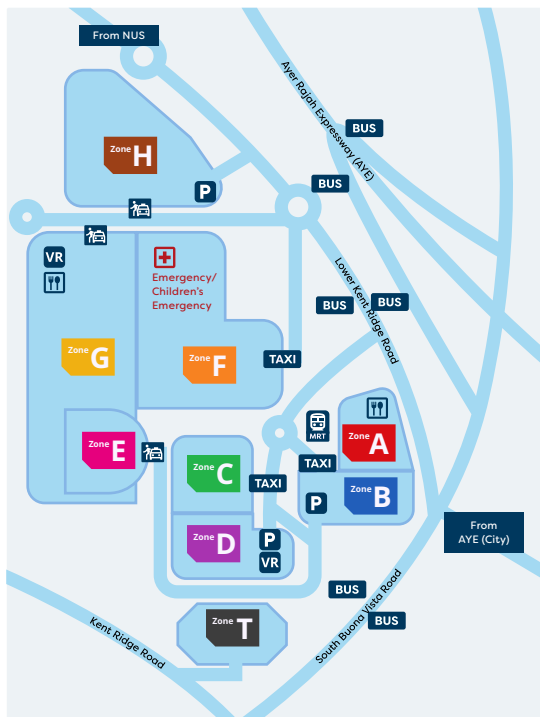 From NUS
Ayer Rajah Expressway (AYE)
BUS
Zone H
P
BUS
VR
Emergency/
Children's
Emergency
Lower Kent Ridge Road
BUS
BUS
Zone G
Zone F
TAXI
MRT
Zone A
Zone E
Zone C
TAXI
TAXI
Zone B
P
From
AYE (City)
Zone D
P
VR
BUS
South Buona Vista Road
BUS
Zone T
Kent Ridge Road